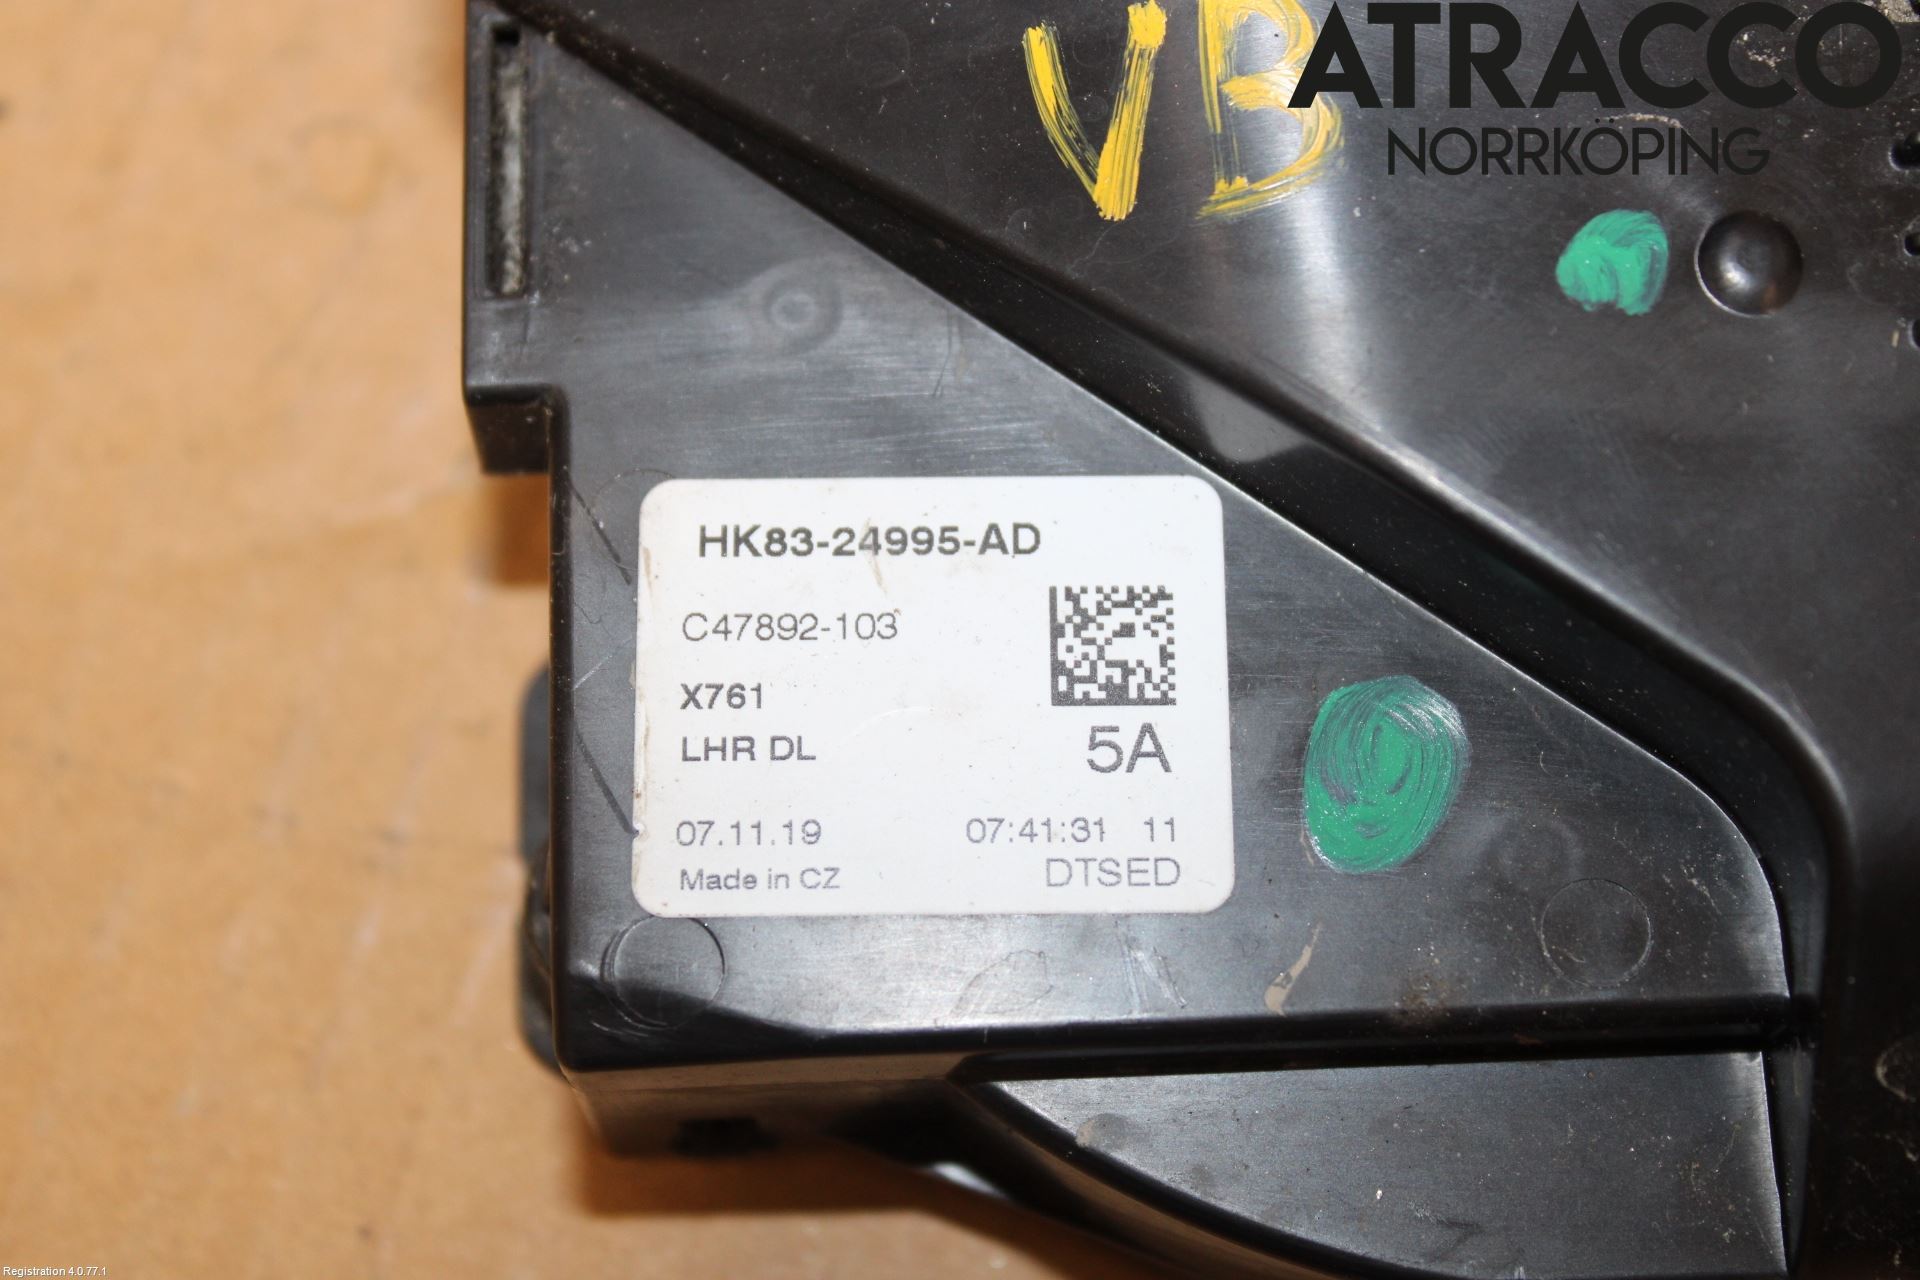 VB
ATRACCO
NORRKÖPING
HK83-24995-AD
C47892-103
X761
LHR DL
5A
07.11.19 07:41:31 11
Made in CZ DTSED
Registration 4.0.77.1